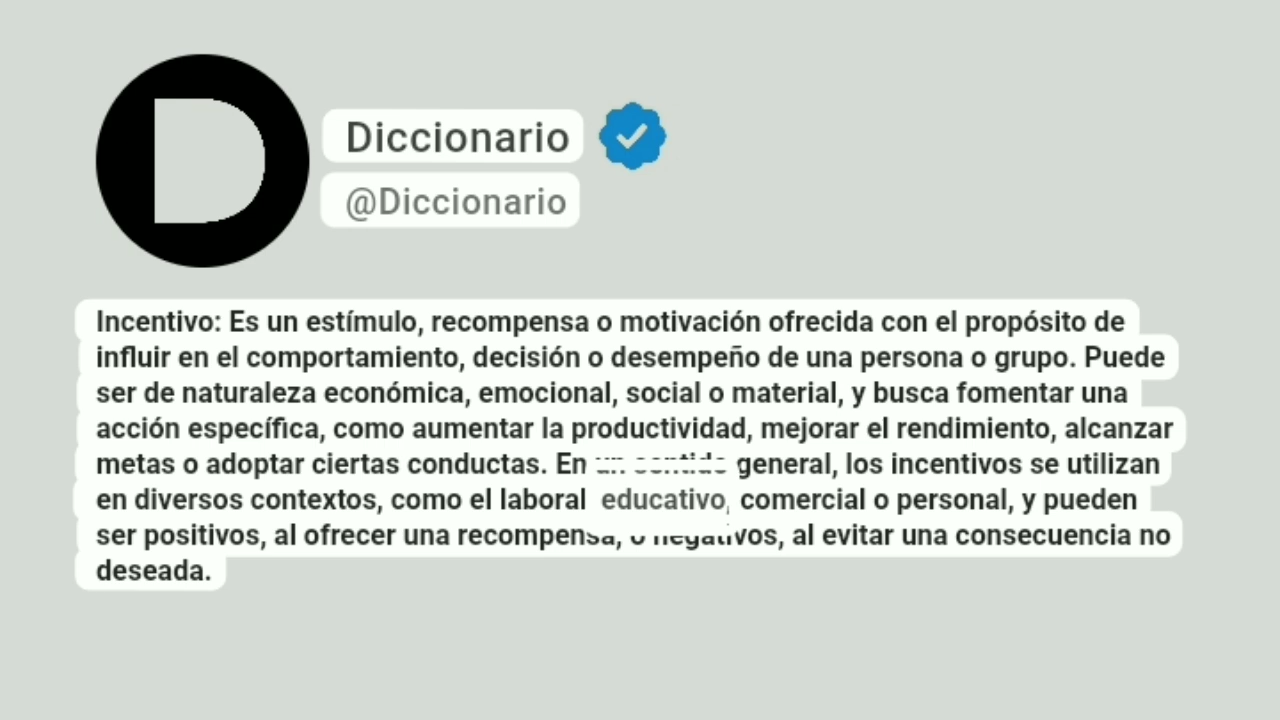 Diccionario
@Diccionario
Incentivo: Es un estímulo, recompensa o motivación ofrecida con el propósito de
influir en el comportamiento, decisión o desempeño de una persona o grupo. Puede
ser de naturaleza económica, emocional, social o material, y busca fomentar una
acción específica, como aumentar la productividad, mejorar el rendimiento, alcanzar
metas o adoptar ciertas conductas. En un sentido general, los incentivos se utilizan
en diversos contextos, como el laboral educativo, comercial o personal, y pueden
ser positivos, al ofrecer una recompensa, o negativos, al evitar una consecuencia no
deseada.